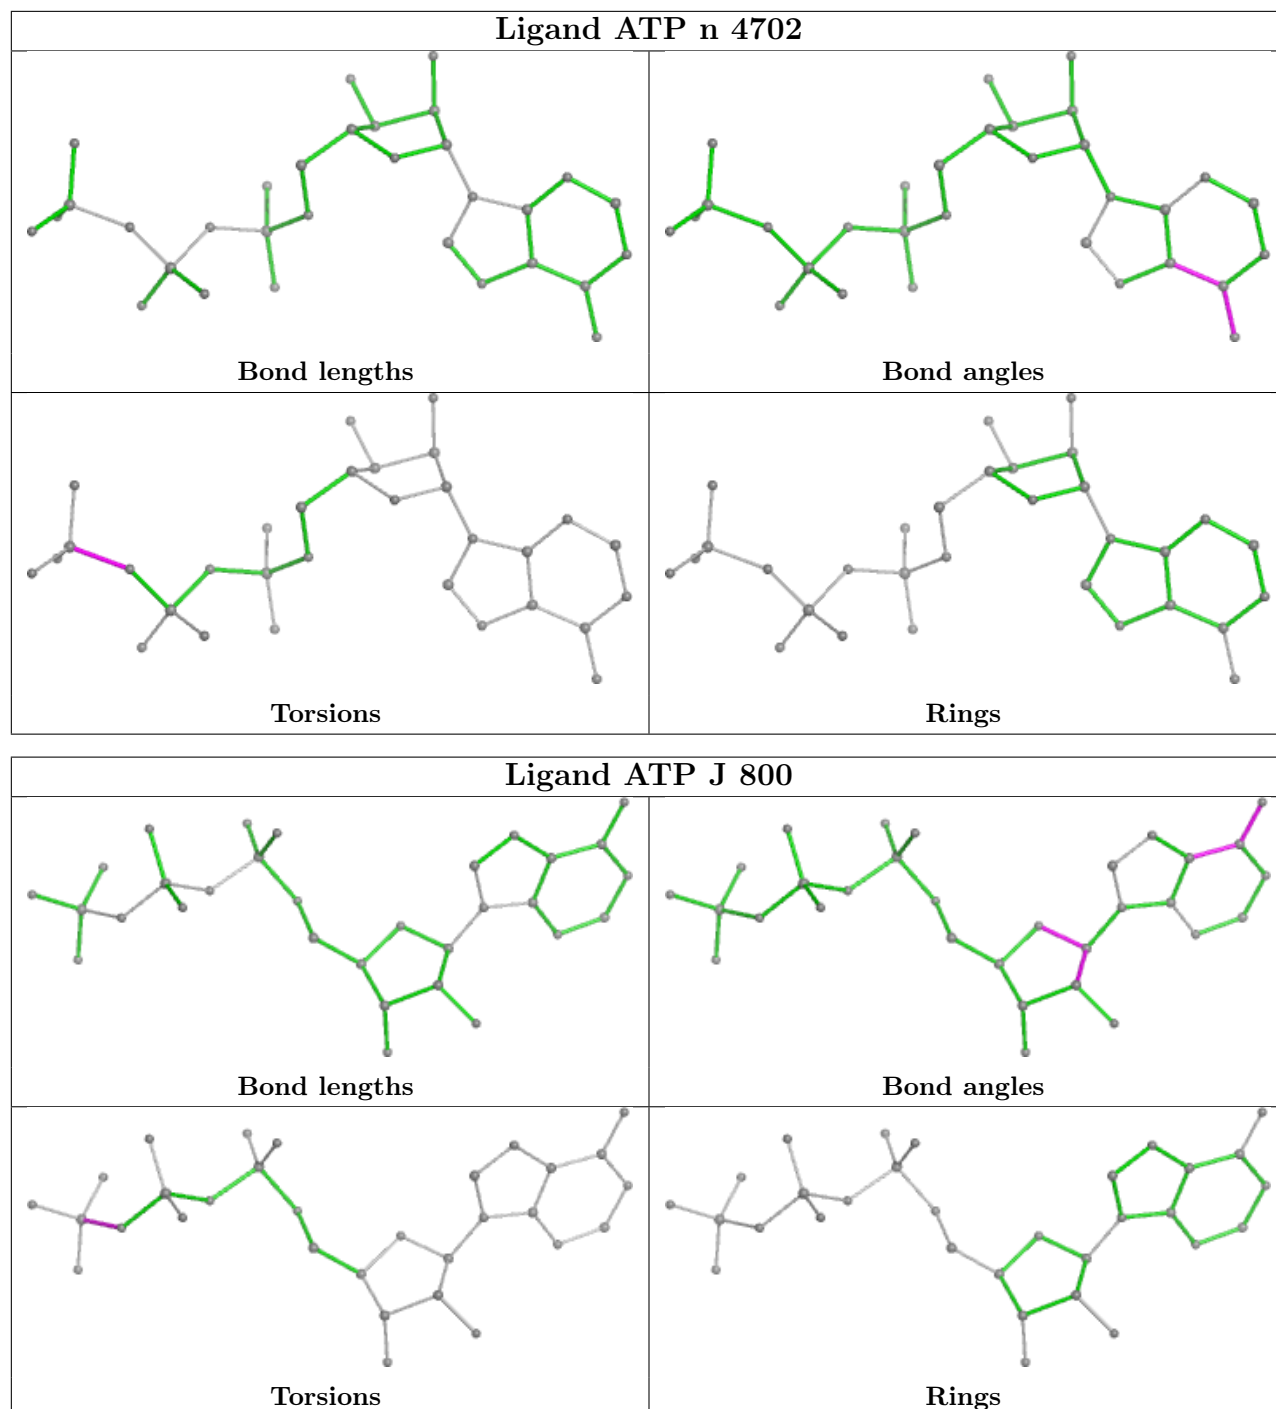 Ligand ATP n 4702
Bond lengths
Bond angles
Torsions
Rings
Ligand ATP J 800
Bond lengths
Bond angles
Torsions
Rings